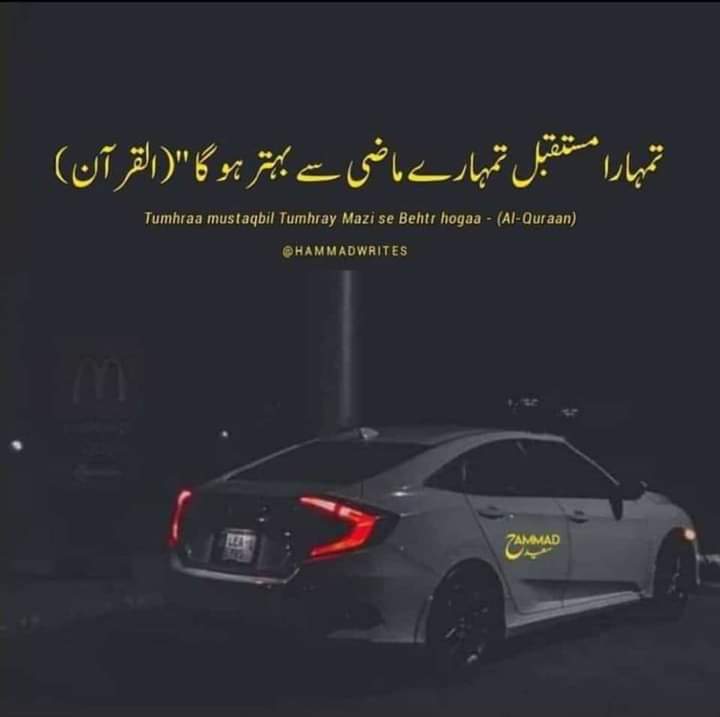 تمہارا مستقبل تمہارے ماضی سے بہتر ہو گا"(القرآن)
Tumhraa mustaqbil Tumhray Mazi se Behtr hogaa - (Al-Quraan)
@HAMMADWRITES
HAMMAD
سعید